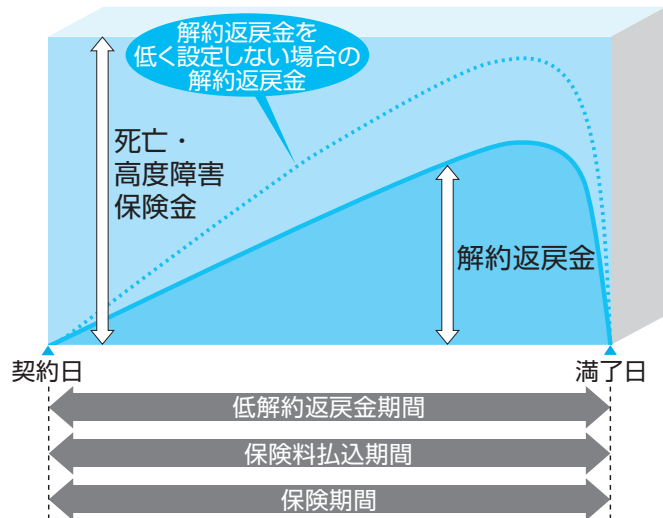 解約返戻金を
低く設定しない場合の
解約返戻金
死亡・
高度障害
保険金
解約返戻金
契約日
満了日
低解約返戻金期間
保険料払込期間
保険期間